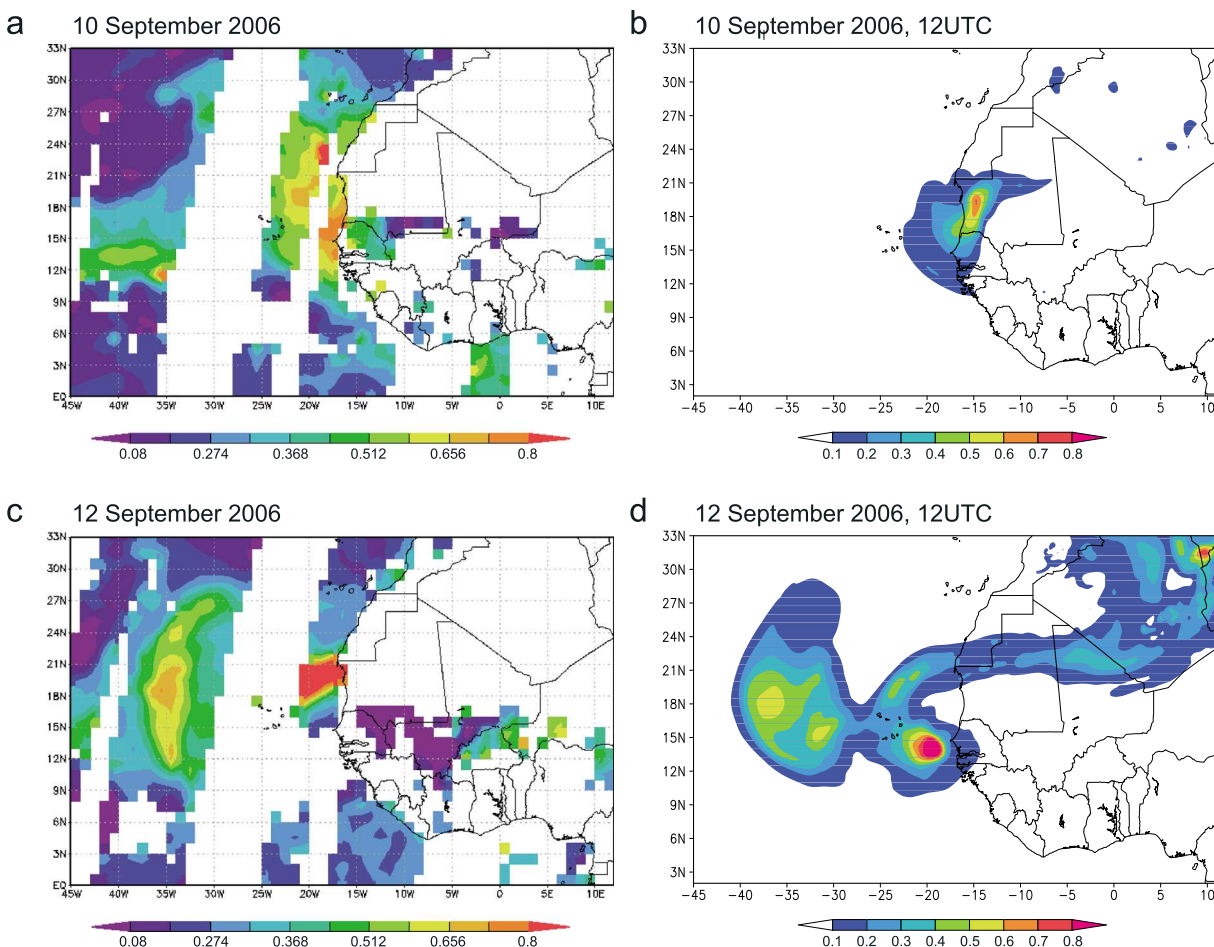 a 10 September 2006
33N
30N
27N
24N
21N
18N
15N
12N
9N
6N
3N
EQ
45W 40W 35W 30W 25W 20W 15W 10W 5W 0 5E 10E
0.08 0.274 0.368 0.512 0.656 0.8
b 10 September 2006, 12UTC
33N
30N
27N
24N
21N
18N
15N
12N
9N
6N
3N
−45 −40 −35 −30 −25 −20 −15 −10 −5 0 5 10
0.1 0.2 0.3 0.4 0.5 0.6 0.7 0.8
c 12 September 2006
33N
30N
27N
24N
21N
18N
15N
12N
9N
6N
3N
EQ
45W 40W 35W 30W 25W 20W 15W 10W 5W 0 5E 10E
0.08 0.274 0.368 0.512 0.656 0.8
d 12 September 2006, 12UTC
33N
30N
27N
24N
21N
18N
15N
12N
9N
6N
3N
−45 −40 −35 −30 −25 −20 −15 −10 −5 0 5 10
0.1 0.2 0.3 0.4 0.5 0.6 0.7 0.8